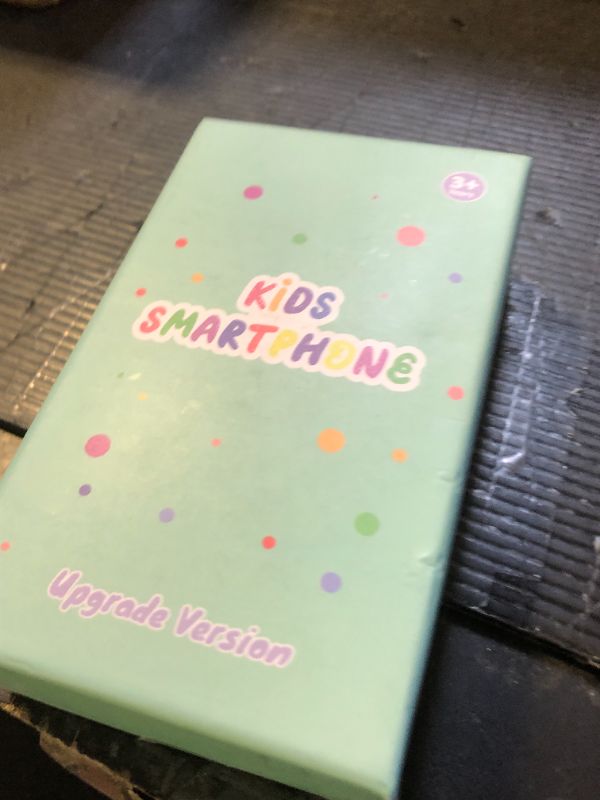 3+
KiDS
SMARTPHONE
Upgrade Version